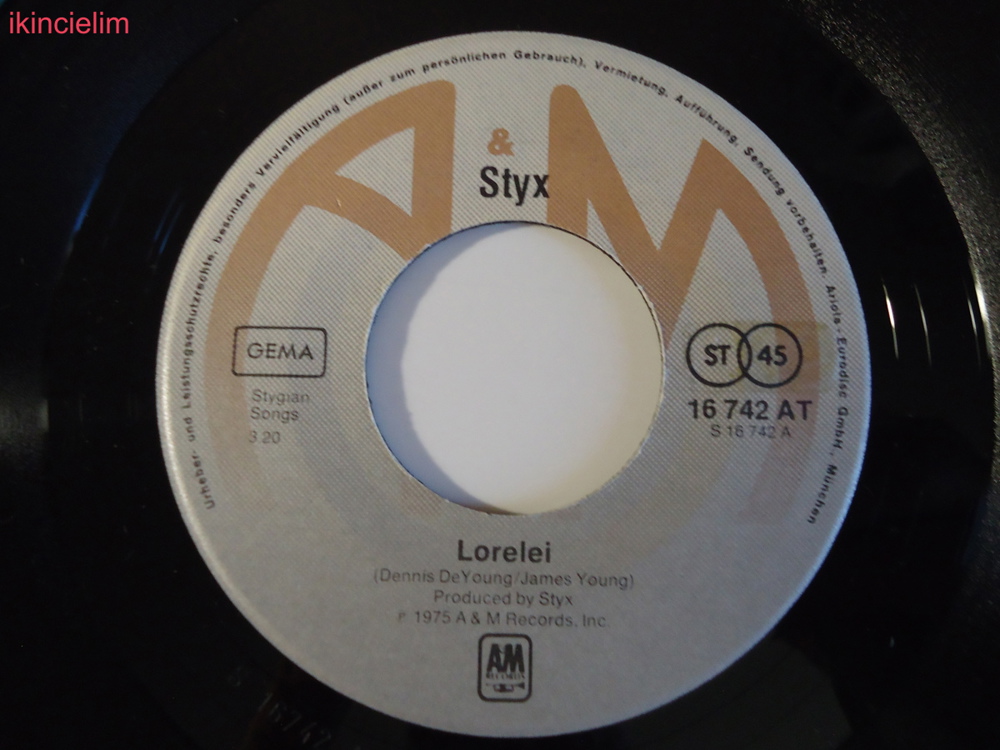 ikincielim
Urheber- und Leistungsschutzrechte, besonders Vervielfältigung (außer zum persönlichen Gebrauch), Vermietung, Aufführung, Sendung vorbehalten. Ariola-Eurodisc GmbH., München
A & M
Styx
GEMA
ST 45
Stygian
Songs
3.20
16 742 AT
S 16 742 A
Lorelei
(Dennis DeYoung/James Young)
Produced by Styx
℗ 1975 A & M Records, Inc.
A&M
RECORDS